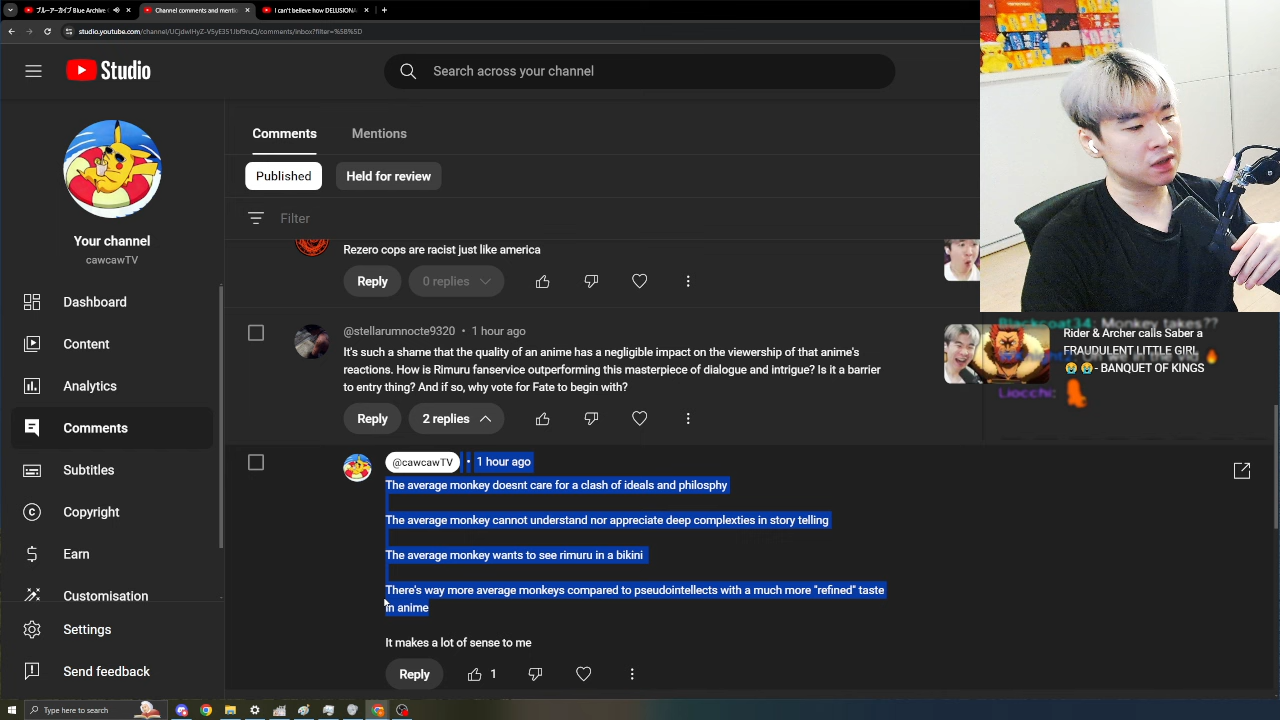 ブルーアーカイブ Blue Archive
Channel comments and mentio
I can't believe how DELUSIONA
studio.youtube.com/channel/UCjdwIHyZ-V5yE3S1Jbf9ruQ/comments/inbox?filter=%5B%5D
Studio
Search across your channel
Your channel
cawcawTV
Dashboard
Content
Analytics
Comments
Subtitles
Copyright
Earn
Customisation
Settings
Send feedback
Comments
Mentions
Published
Held for review
Filter
Rezero cops are racist just like america
Reply
0 replies
@stellarumnocte9320 • 1 hour ago
It's such a shame that the quality of an anime has a negligible impact on the viewership of that anime's
reactions. How is Rimuru fanservice outperforming this masterpiece of dialogue and intrigue? Is it a barrier
to entry thing? And if so, why vote for Fate to begin with?
Reply
2 replies
@cawcawTV • 1 hour ago
The average monkey doesnt care for a clash of ideals and philosphy
The average monkey cannot understand nor appreciate deep complexties in story telling
The average monkey wants to see rimuru in a bikini
There's way more average monkeys compared to pseudointellects with a much more "refined" taste
in anime
It makes a lot of sense to me
Reply
1
Blackcoat34: Monkey takes??
Rider & Archer calls Saber a
FRAUDULENT LITTLE GIRL
😭 😭- BANQUET OF KINGS
Liocchi:
Type here to search